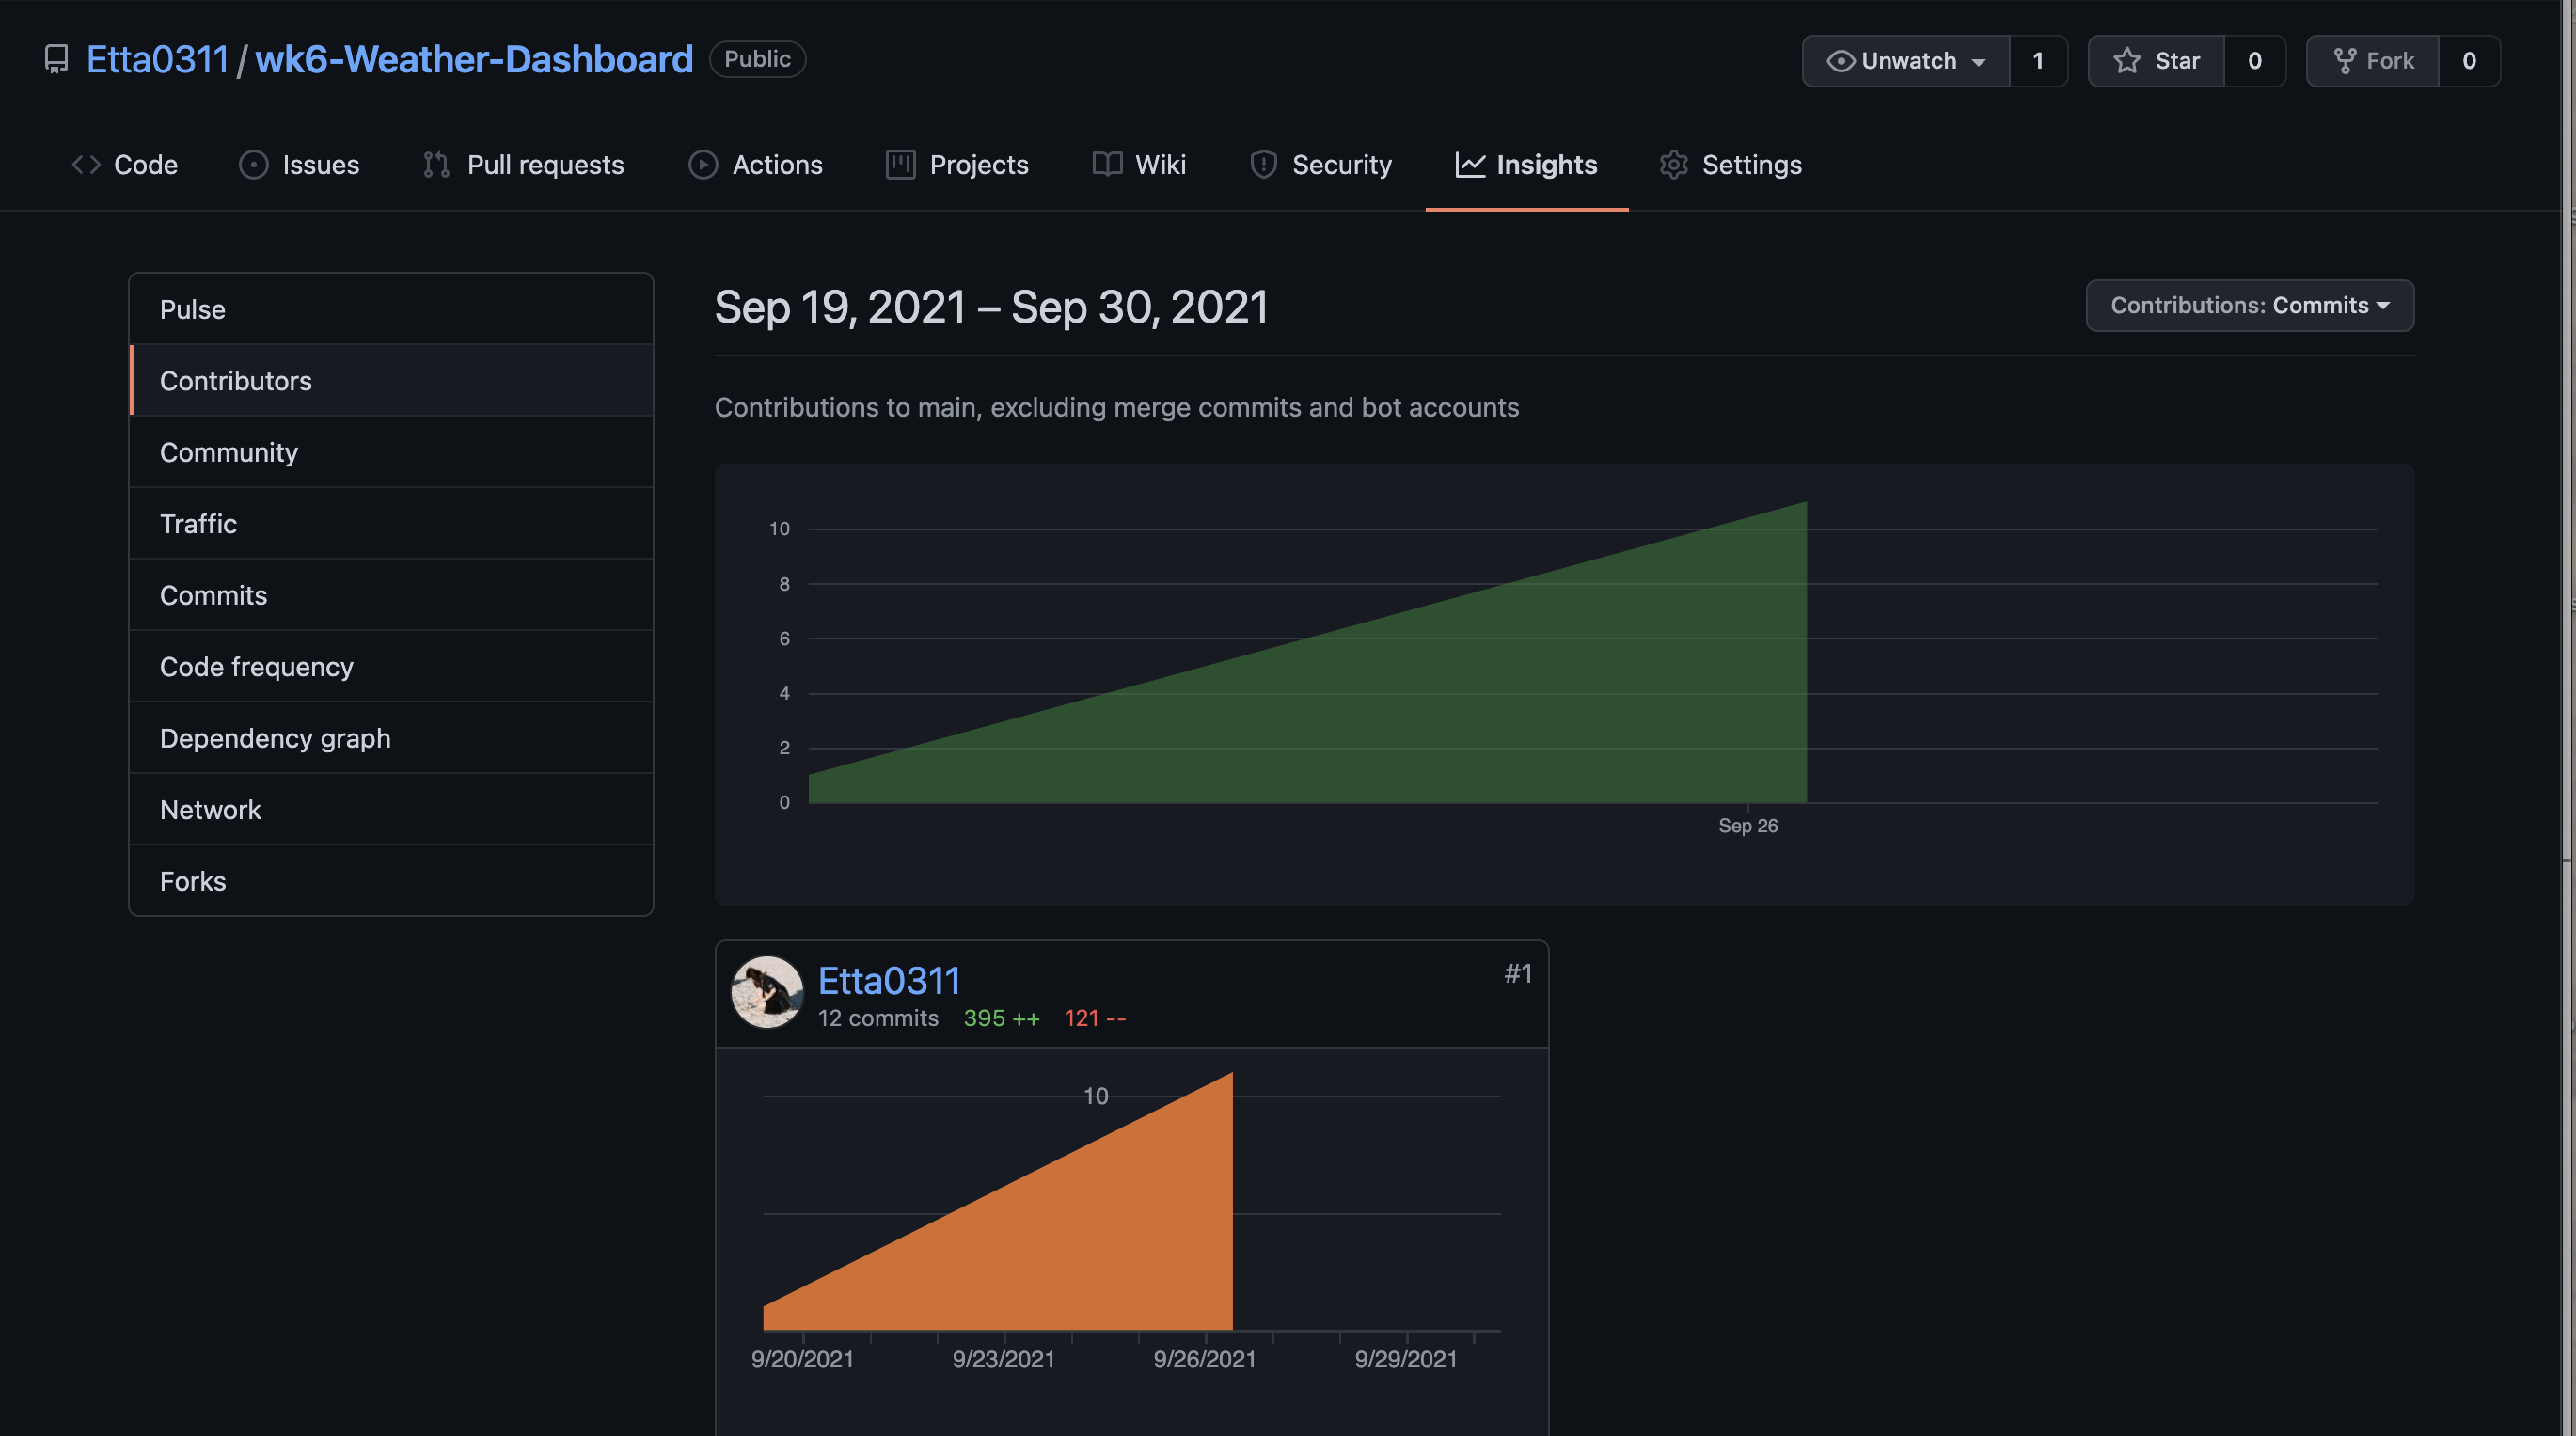 Etta0311 / wk6-Weather-Dashboard Public
Unwatch 1 Star 0 Fork 0
Code Issues Pull requests Actions Projects Wiki Security Insights Settings
Pulse
Contributors
Community
Traffic
Commits
Code frequency
Dependency graph
Network
Forks
Sep 19, 2021 – Sep 30, 2021
Contributions: Commits
Contributions to main, excluding merge commits and bot accounts
10
8
6
4
2
0
Sep 26
Etta0311
#1
12 commits 395 ++ 121 --
10
9/20/2021 9/23/2021 9/26/2021 9/29/2021